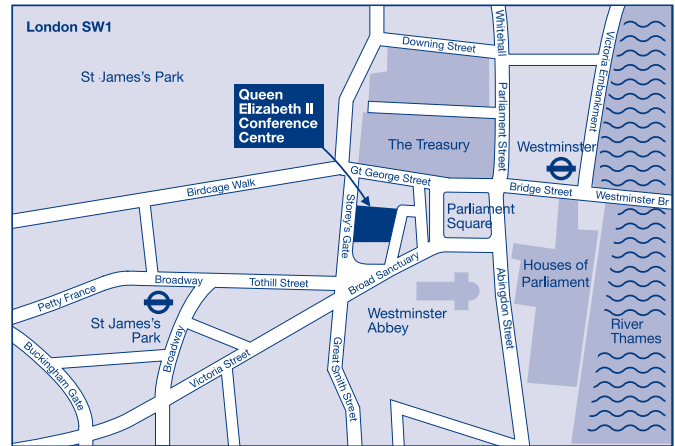 London SW1
St James's Park
Queen
Elizabeth II
Conference
Centre
Downing Street
Whitehall
Victoria Embankment
The Treasury
Parliament Street
Westminster
Gt George Street
Birdcage Walk
Bridge Street
Westminster Br
Storey's Gate
Parliament
Square
Broadway
Tothill Street
Broad Sanctuary
Petty France
Houses of
Parliament
Abingdon Street
St James's
Park
Broadway
Westminster
Abbey
River
Thames
Buckingham Gate
Victoria Street
Great Smith Street